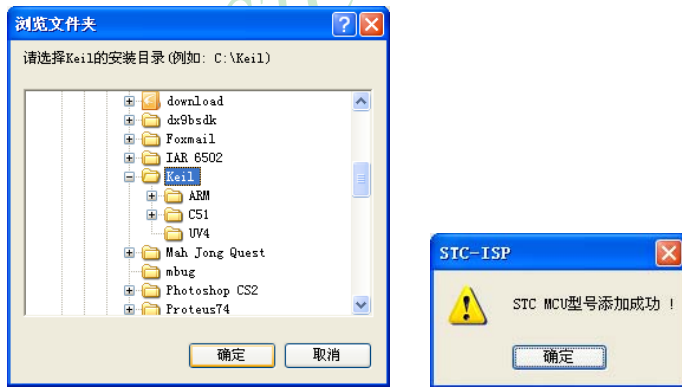 浏览文件夹
请选择Keil的安装目录(例如: C:\Keil)
download
dx9bsdk
Foxmail
IAR 6502
Keil
ARM
C51
UV4
Mah Jong Quest
mbug
Photoshop CS2
Proteus74
确定
取消
STC-ISP
STC MCU型号添加成功 !
确定